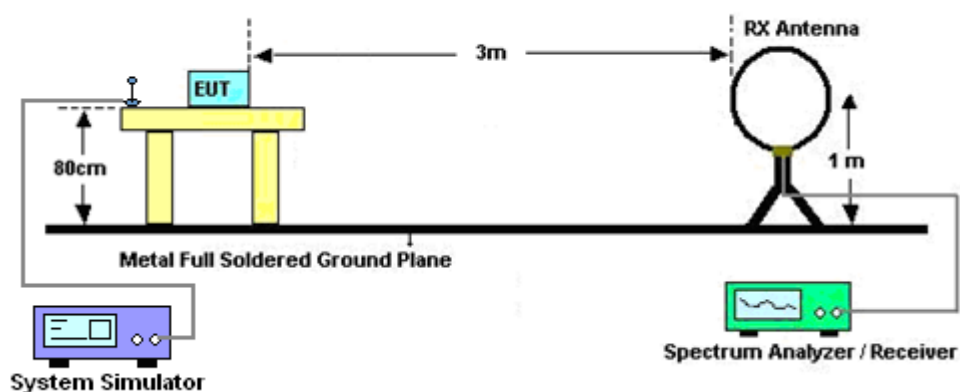 RX Antenna
3m
EUT
80cm
1 m
Metal Full Soldered Ground Plane
Spectrum Analyzer / Receiver
System Simulator